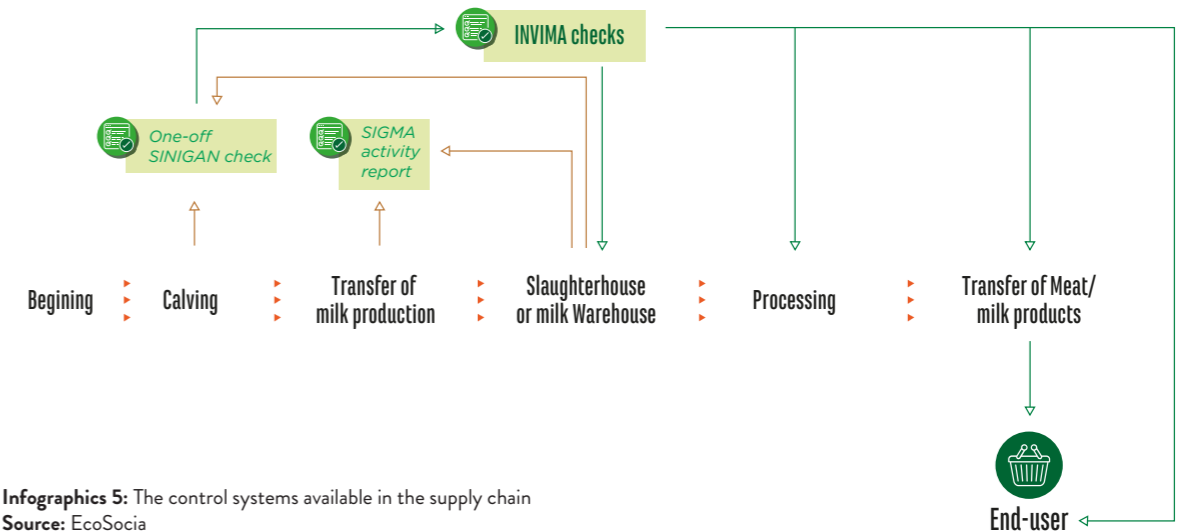 INVIMA checks
One-off
SINIGAN check
SIGMA
activity
report
Begining
Calving
Transfer of
milk production
Slaughterhouse
or milk Warehouse
Processing
Transfer of Meat/
milk products
End-user
Infographics 5: The control systems available in the supply chain
Source: EcoSocia